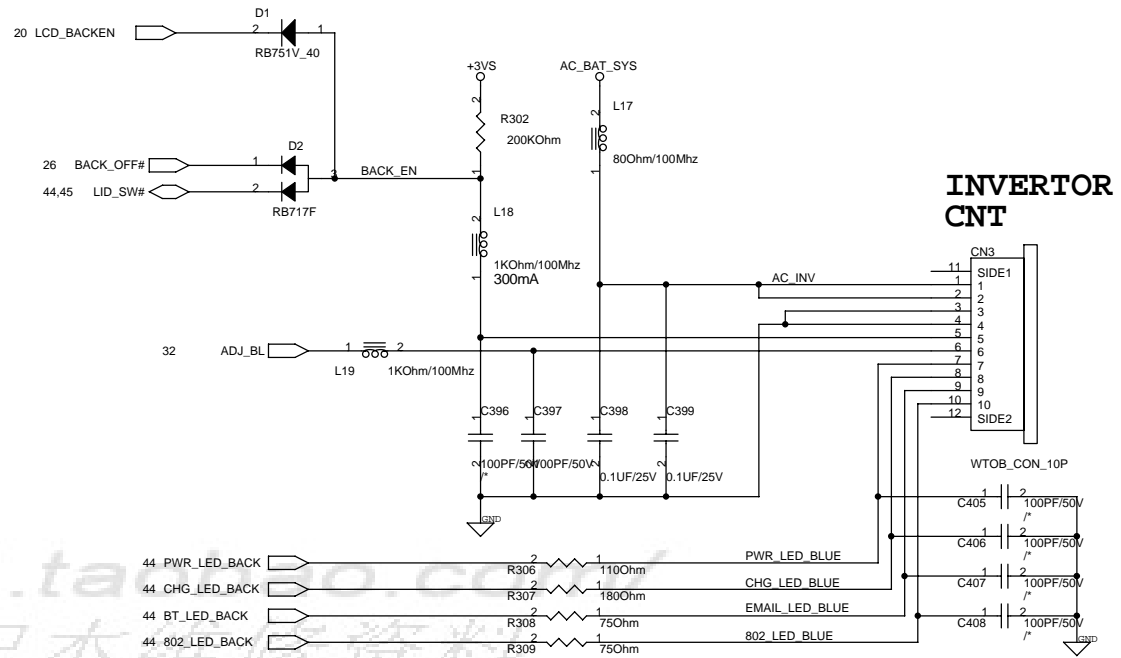 D1
2
1
20 LCD_BACKEN
RB751V_40
+3VS
AC_BAT_SYS
2
R302
200KOhm
1
2
L17
80Ohm/100Mhz
1
D2
26 BACK_OFF#
1
44,45 LID_SW#
2
3
BACK_EN
RB717F
2
L18
1KOhm/100Mhz
1
300mA
INVERTOR
CNT
CN3
11
SIDE1
AC_INV
1
1
2
2
3
3
4
4
5
5
6
6
7
7
8
8
9
9
10
10
12
SIDE2
WTOB_CON_10P
32 ADJ_BL
1
2
L19
1KOhm/100Mhz
1
C396
2
100PF/50V
/*
1
C397
2
100PF/50V
1
C398
2
0.1UF/25V
1
C399
2
0.1UF/25V
GND
C405
1
2
100PF/50V
/*
C406
1
2
100PF/50V
/*
C407
1
2
100PF/50V
/*
C408
1
2
100PF/50V
/*
GND
44 PWR_LED_BACK
2
1
R306
110Ohm
PWR_LED_BLUE
44 CHG_LED_BACK
2
1
R307
180Ohm
CHG_LED_BLUE
44 BT_LED_BACK
2
1
R308
75Ohm
EMAIL_LED_BLUE
44 802_LED_BACK
2
1
R309
75Ohm
802_LED_BLUE
.taobao.com/